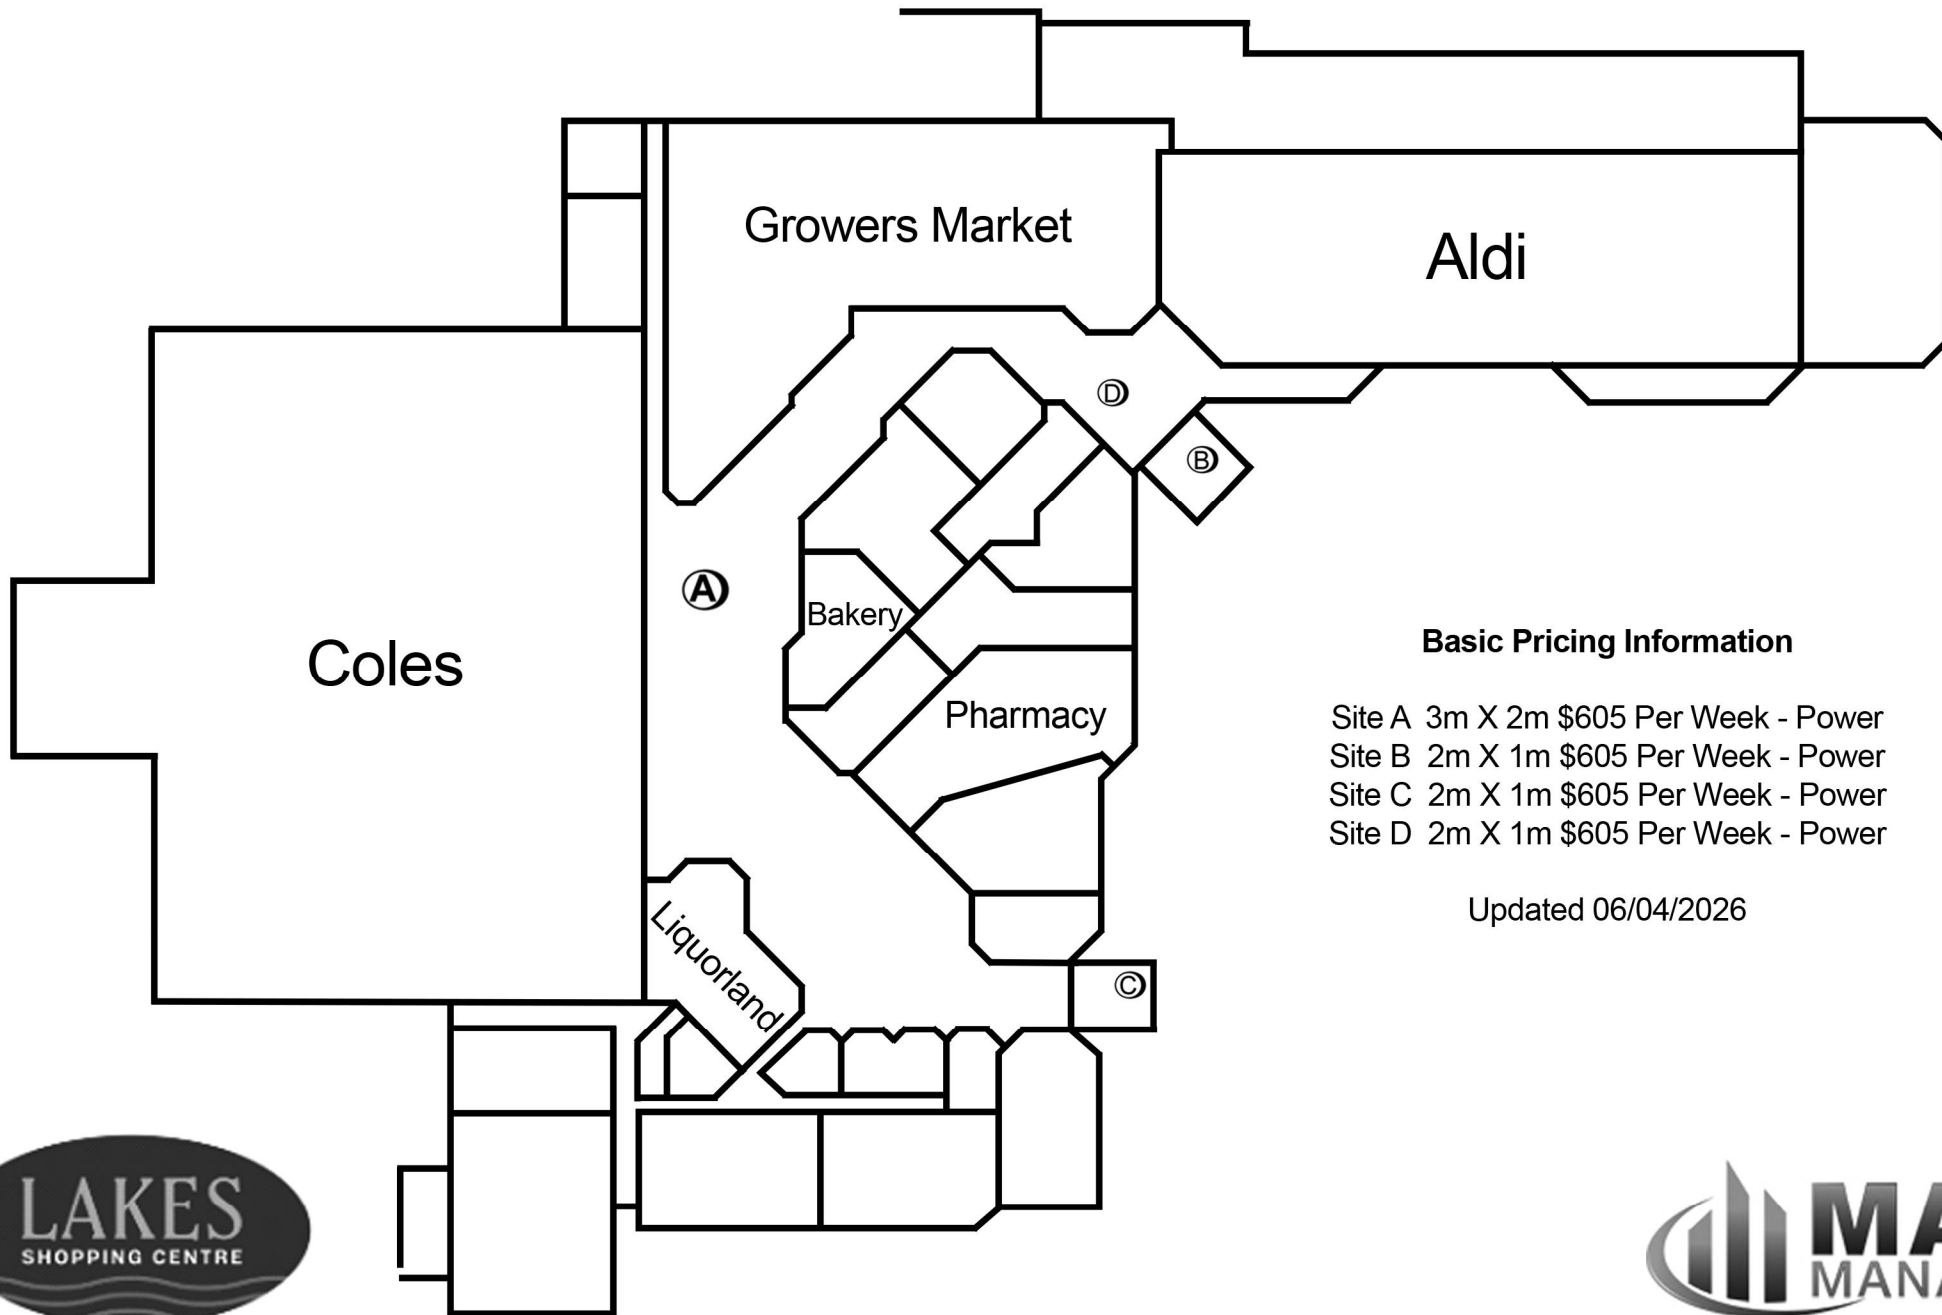 Growers Market
Aldi
D
B
A
Bakery
Coles
Basic Pricing Information
Pharmacy
Site A 3m X 2m $605 Per Week - Power
Site B 2m X 1m $605 Per Week - Power
Site C 2m X 1m $605 Per Week - Power
Site D 2m X 1m $605 Per Week - Power
Updated 06/04/2026
Liquorland
C
LAKES
SHOPPING CENTRE